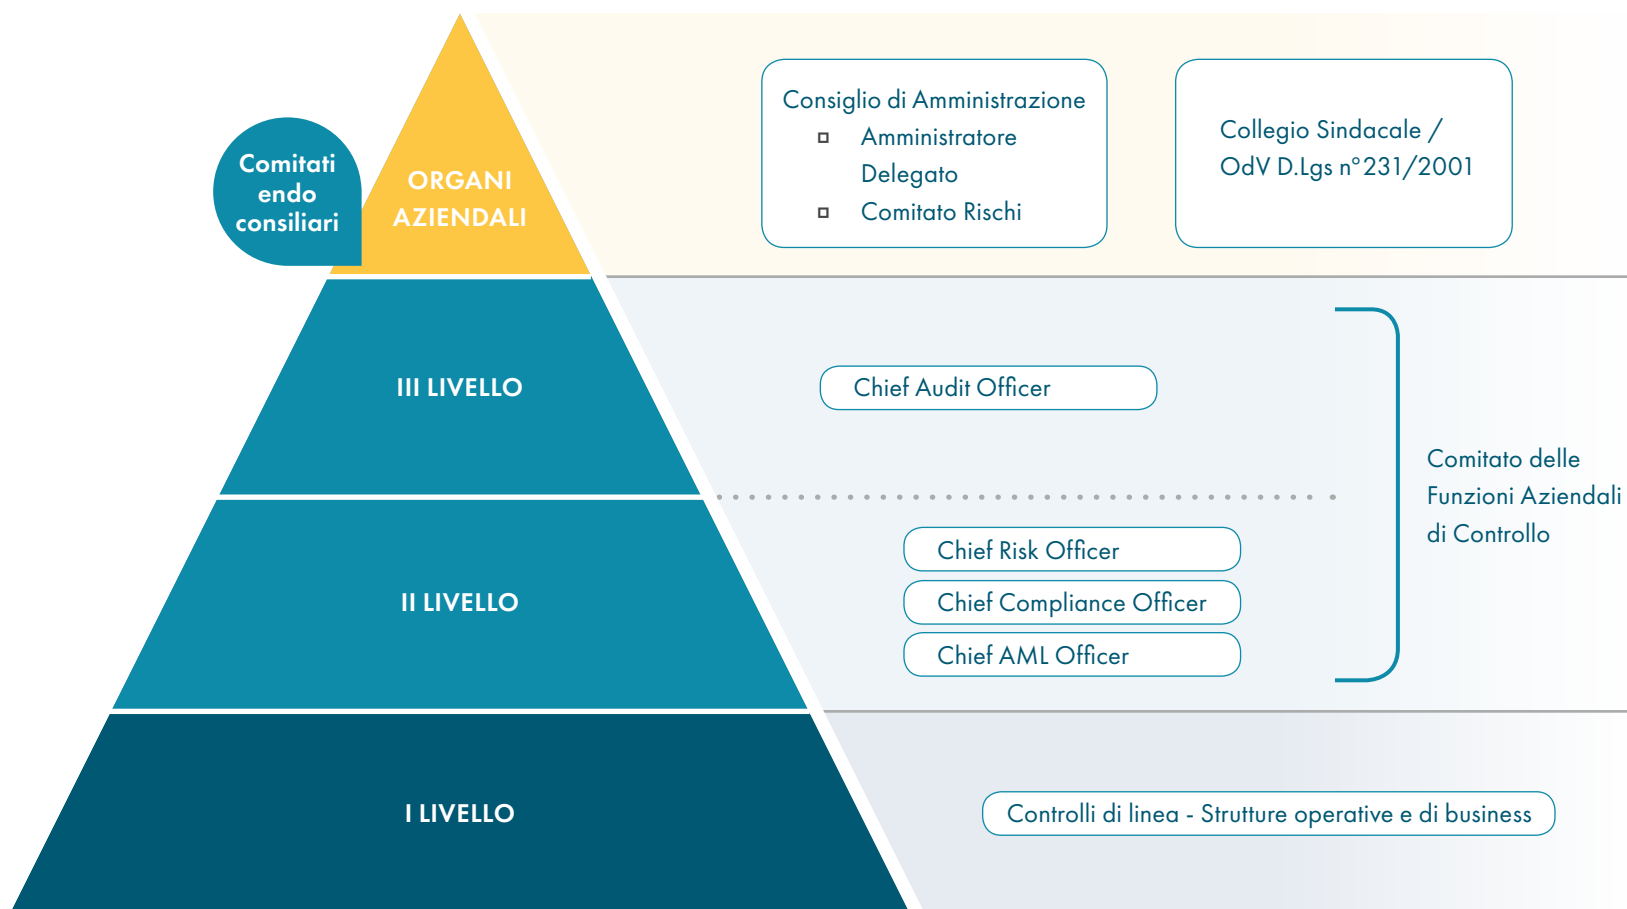 Comitati
endo
consiliari
ORGANI
AZIENDALI
Consiglio di Amministrazione
Amministratore
Delegato
Comitato Rischi
Collegio Sindacale /
OdV D.Lgs n°231/2001
III LIVELLO
Chief Audit Officer
II LIVELLO
Chief Risk Officer
Chief Compliance Officer
Chief AML Officer
Comitato delle
Funzioni Aziendali
di Controllo
I LIVELLO
Controlli di linea - Strutture operative e di business